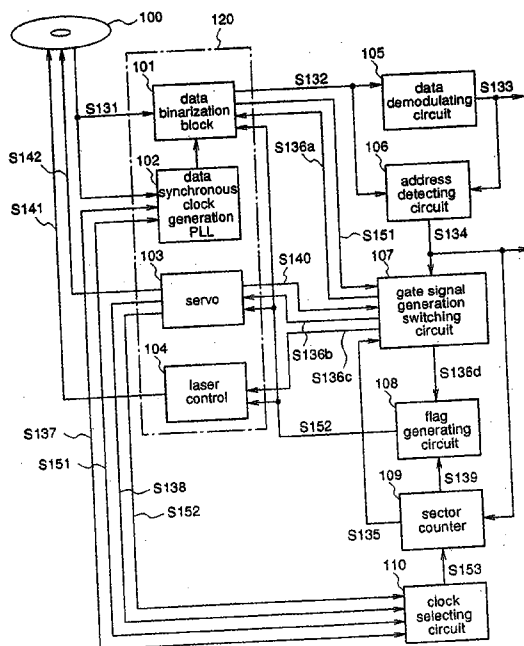 100
120
101
data
binarization
block
S131
S132
105
data
demodulating
circuit
S133
S142
102
data
synchronous
clock
generation
PLL
S136a
106
address
detecting
circuit
S141
S151
S134
103
servo
S140
107
gate signal
generation
switching
circuit
S136b
S136c
104
laser
control
S136d
S137
S152
108
flag
generating
circuit
S151
S138
S139
109
S152
sector
counter
S135
110
S153
clock
selecting
circuit